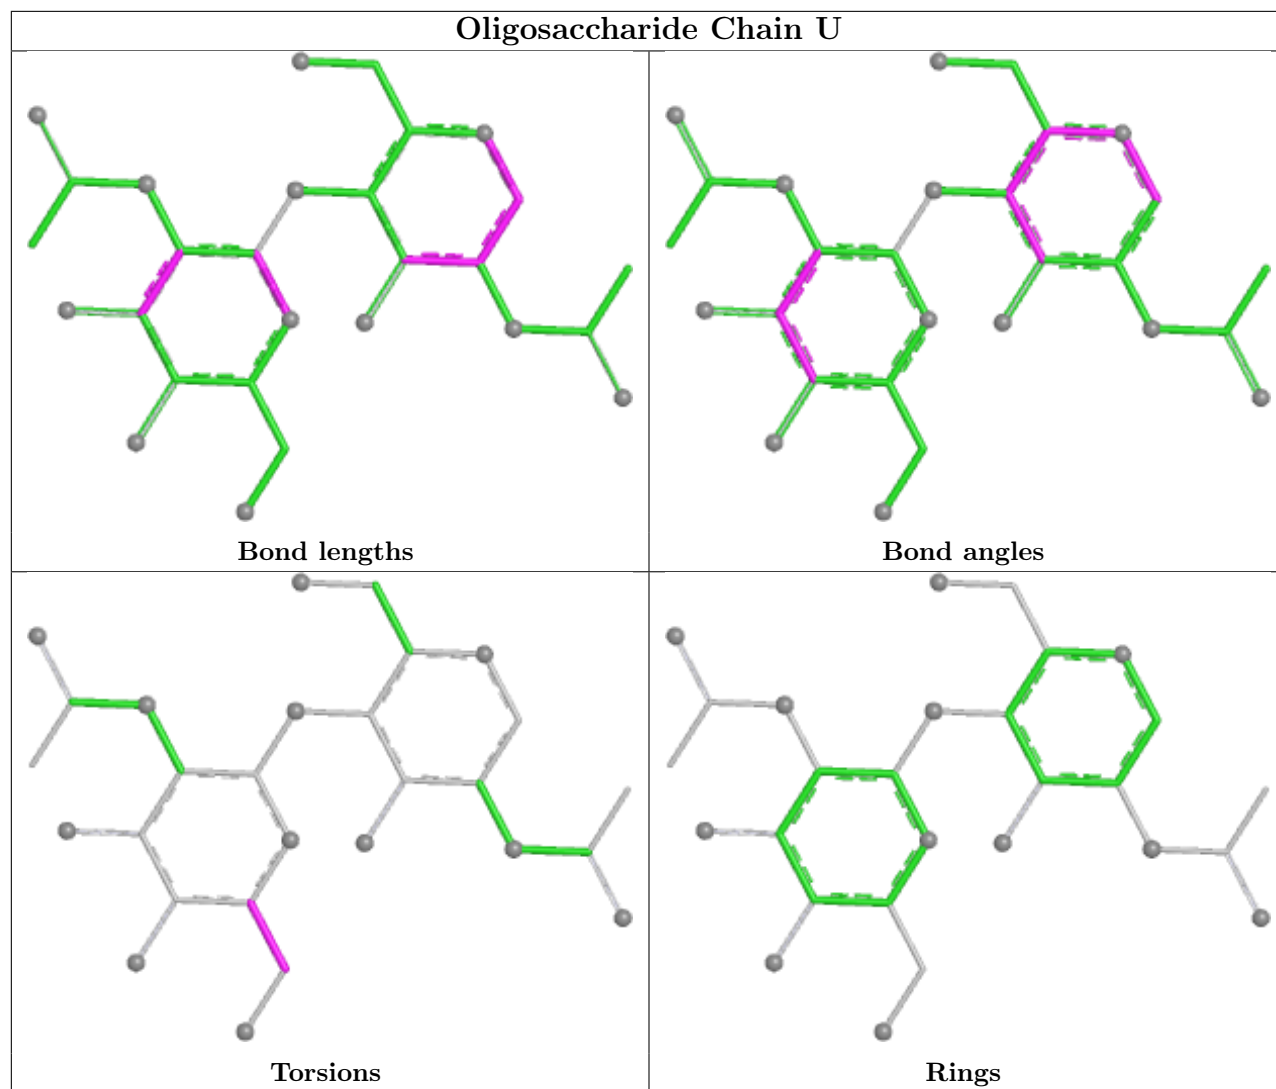 Oligosaccharide Chain U
Bond lengths
Bond angles
Torsions
Rings